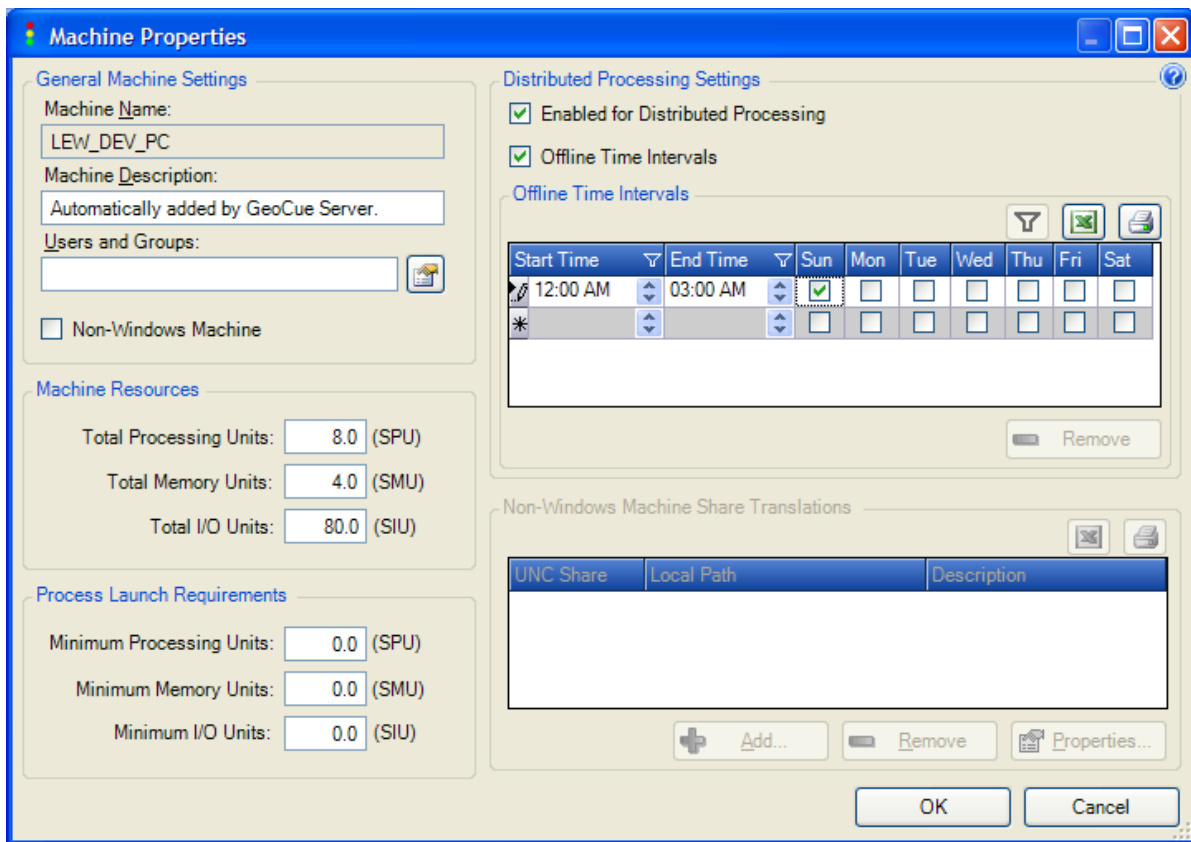 Machine Properties
General Machine Settings
Machine Name:
LEW_DEV_PC
Machine Description:
Automatically added by GeoCue Server.
Users and Groups:
Non-Windows Machine
Machine Resources
Total Processing Units: 8.0 (SPU)
Total Memory Units: 4.0 (SMU)
Total I/O Units: 80.0 (SIU)
Process Launch Requirements
Minimum Processing Units: 0.0 (SPU)
Minimum Memory Units: 0.0 (SMU)
Minimum I/O Units: 0.0 (SIU)
Distributed Processing Settings
Enabled for Distributed Processing
Offline Time Intervals
Offline Time Intervals
Start Time End Time Sun Mon Tue Wed Thu Fri Sat
12:00 AM 03:00 AM
Remove
Non-Windows Machine Share Translations
UNC Share Local Path Description
Add... Remove Properties...
OK Cancel